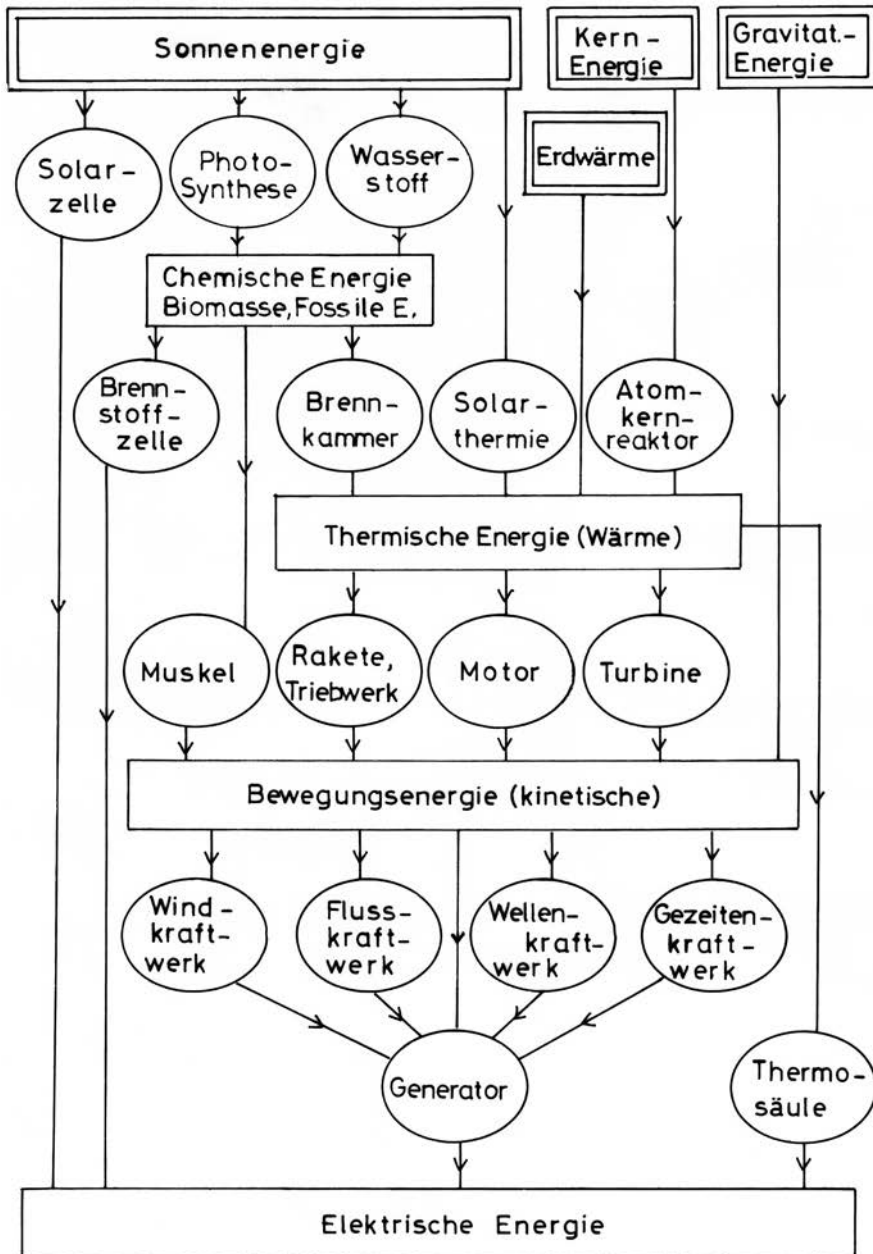 Sonnenenergie
Kern-
Energie
Gravitat.-
Energie
Solar-
zelle
Photo-
Synthese
Wasser-
stoff
Erdwärme
Chemische Energie
Biomasse, Fossile E.
Brenn-
stoff-
zelle
Brenn-
kammer
Solar-
thermie
Atom-
kern-
reaktor
Thermische Energie (Wärme)
Muskel
Rakete,
Triebwerk
Motor
Turbine
Bewegungsenergie (kinetische)
Wind-
kraft-
werk
Fluss-
kraft-
werk
Wellen-
kraft-
werk
Gezeiten-
kraft-
werk
Generator
Thermo-
säule
Elektrische Energie